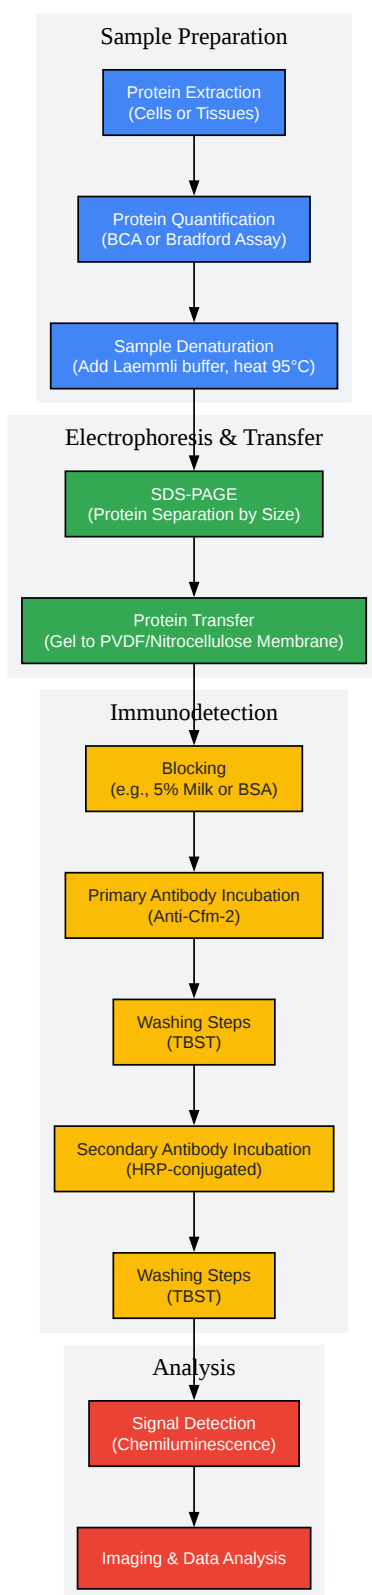 Sample Preparation
Protein Extraction
(Cells or Tissues)
Protein Quantification
(BCA or Bradford Assay)
Sample Denaturation
(Add Laemmli buffer, heat 95°C)
Electrophoresis & Transfer
SDS-PAGE
(Protein Separation by Size)
Protein Transfer
(Gel to PVDF/Nitrocellulose Membrane)
Immunodetection
Blocking
(e.g., 5% Milk or BSA)
Primary Antibody Incubation
(Anti-Cfm-2)
Washing Steps
(TBST)
Secondary Antibody Incubation
(HRP-conjugated)
Washing Steps
(TBST)
Analysis
Signal Detection
(Chemiluminescence)
Imaging & Data Analysis